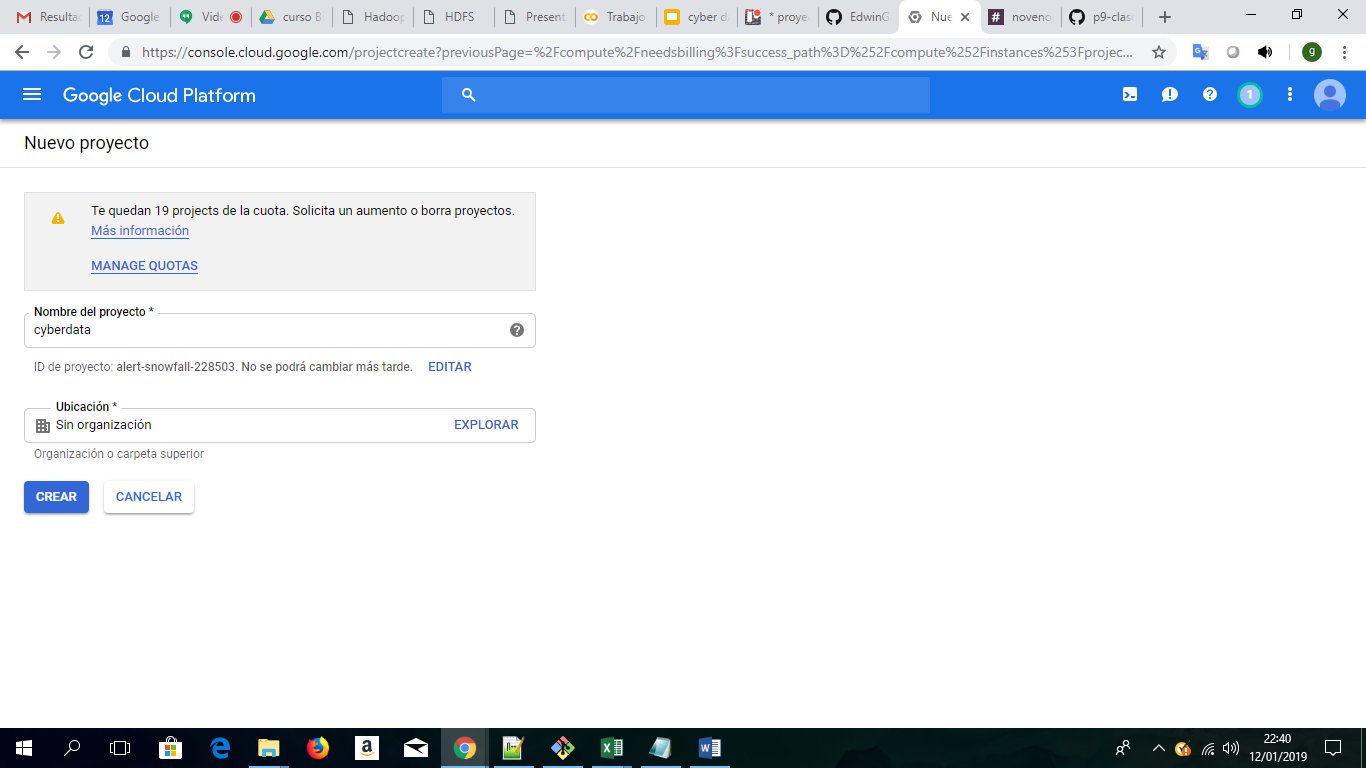 Resulta
12 Google
Vide
curso B
Hadoop
HDFS
Present
Trabajo
cyber d
* proye
EdwinG
Nue
noveno
p9-clas
https://console.cloud.google.com/projectcreate?previousPage=%2Fcompute%2Fneedsbilling%3Fsuccess_path%3D%252Fcompute%252Finstances%253Fprojec...
g
Google Cloud Platform
1
Nuevo proyecto
Te quedan 19 projects de la cuota. Solicita un aumento o borra proyectos.
Más información
MANAGE QUOTAS
Nombre del proyecto *
cyberdata
ID de proyecto: alert-snowfall-228503. No se podrá cambiar más tarde. EDITAR
Ubicación *
Sin organización EXPLORAR
Organización o carpeta superior
CREAR CANCELAR
22:40
12/01/2019